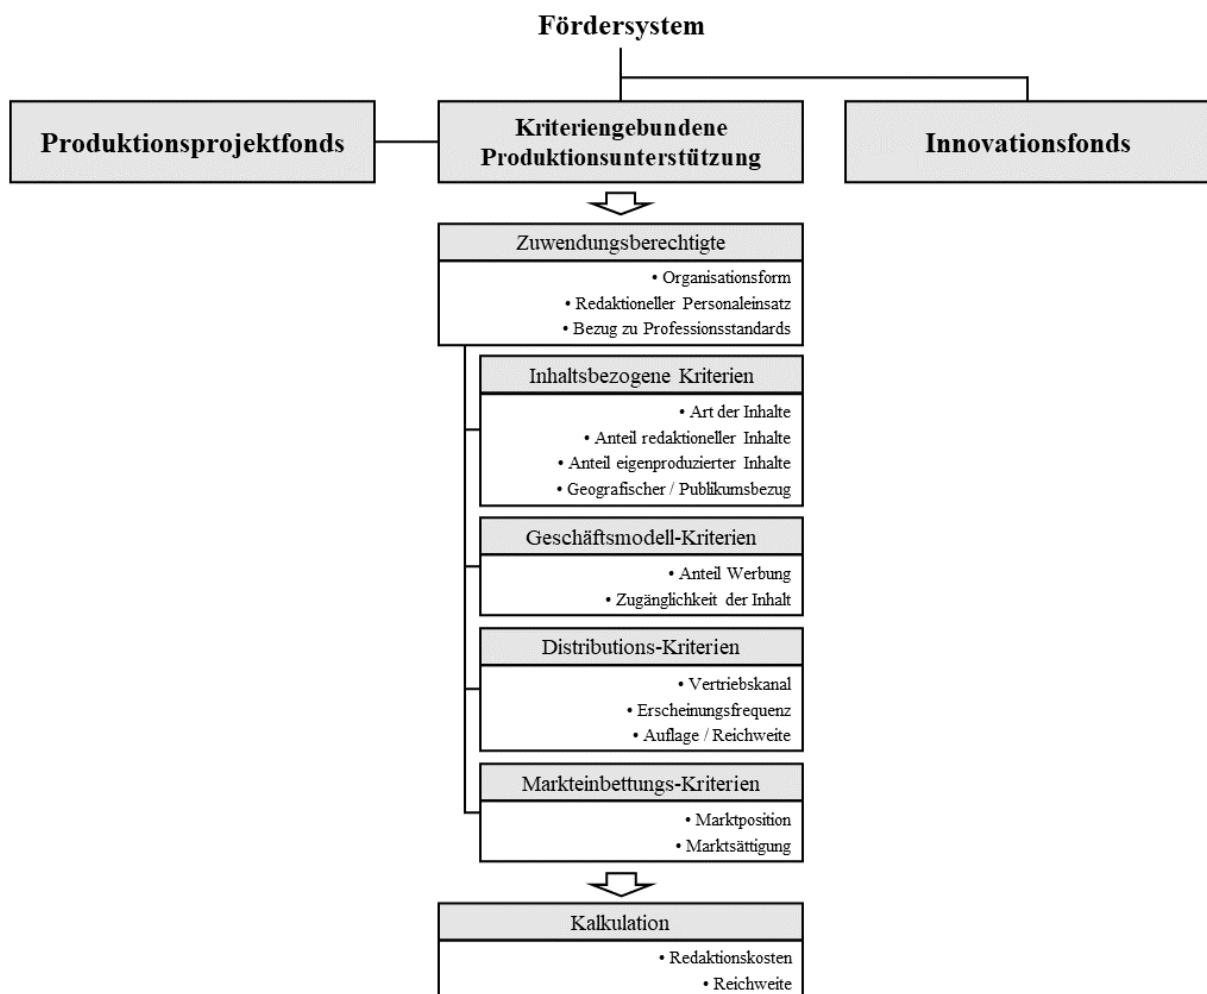 Fördersystem
Produktionsprojektfonds
Kriteriengebundene
Produktionsunterstützung
Innovationsfonds
Zuwendungsberechtigte
• Organisationsform
• Redaktioneller Personaleinsatz
• Bezug zu Professionsstandards
Inhaltsbezogene Kriterien
• Art der Inhalte
• Anteil redaktioneller Inhalte
• Anteil eigenproduzierter Inhalte
• Geografischer / Publikumsbezug
Geschäftsmodell-Kriterien
• Anteil Werbung
• Zugänglichkeit der Inhalt
Distributions-Kriterien
• Vertriebskanal
• Erscheinungsfrequenz
• Auflage / Reichweite
Markteinbettungs-Kriterien
• Marktposition
• Marktsättigung
Kalkulation
• Redaktionskosten
• Reichweite